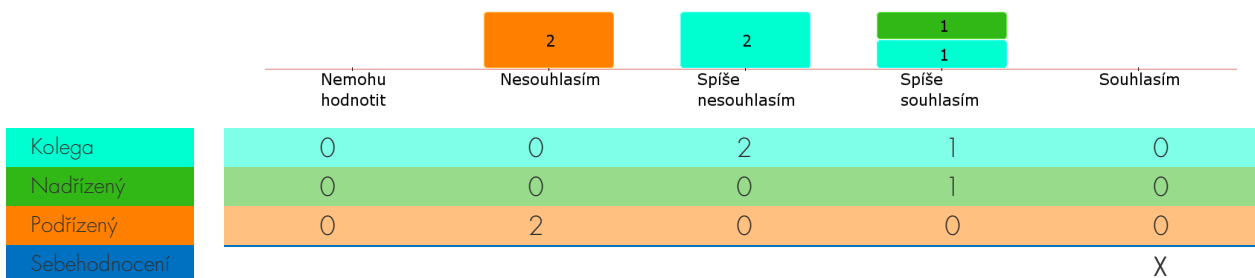 2 2 1
1
Nemohu hodnotit Nesouhlasím Spíše nesouhlasím Spíše souhlasím Souhlasím
Kolega 0 0 2 1 0
Nadřízený 0 0 0 1 0
Podřízený 0 2 0 0 0
Sebehodnocení X